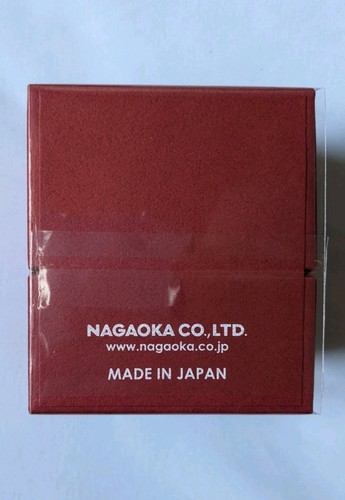 NAGAOKA CO.,LTD.
www.nagaoka.co.jp
MADE IN JAPAN